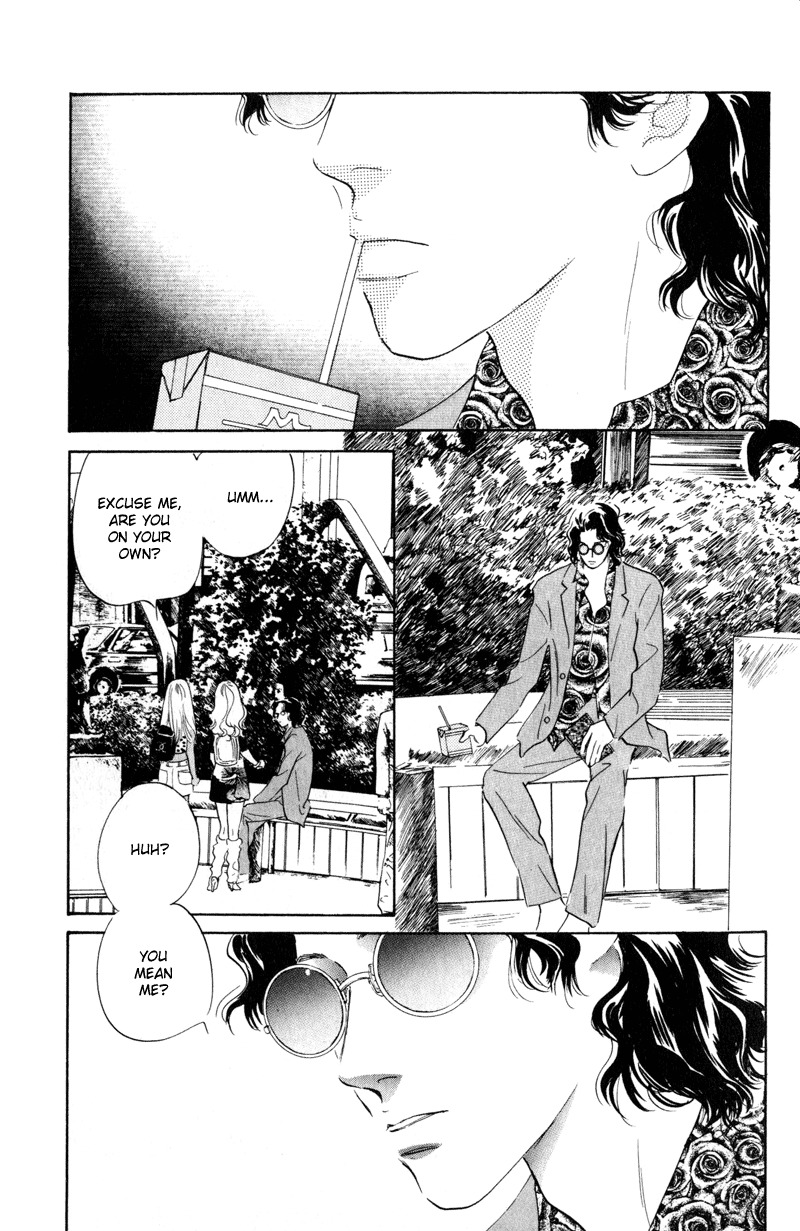 UMM...
EXCUSE ME,
ARE YOU
ON YOUR
OWN?
HUH?
YOU
MEAN
ME?